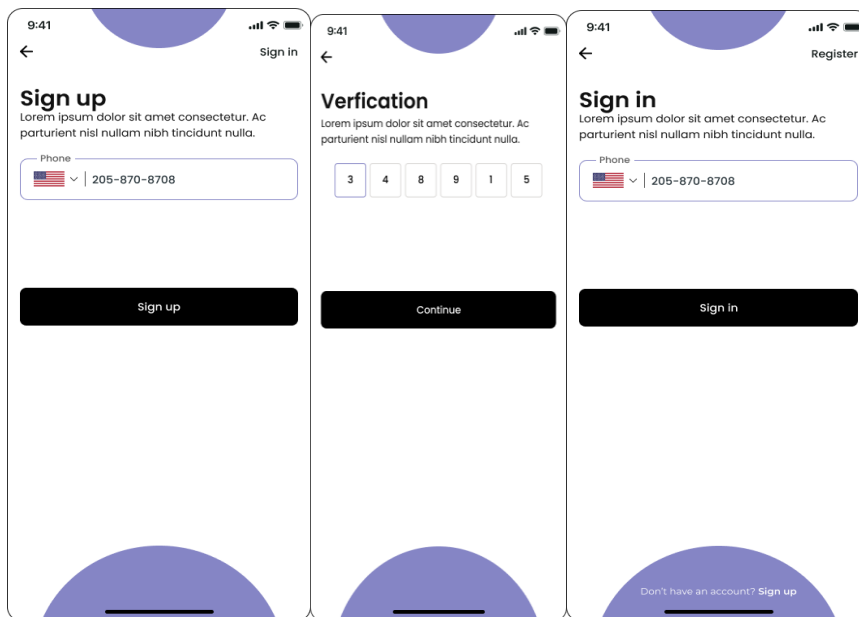 9:41
Sign in
Sign up
Lorem ipsum dolor sit amet consectetur. Ac
parturient nisl nullam nibh tincidunt nulla.
Phone
205-870-8708
Sign up
9:41
Verfication
Lorem ipsum dolor sit amet consectetur. Ac
parturient nisl nullam nibh tincidunt nulla.
3 4 8 9 1 5
Continue
9:41
Register
Sign in
Lorem ipsum dolor sit amet consectetur. Ac
parturient nisl nullam nibh tincidunt nulla.
Phone
205-870-8708
Sign in
Don't have an account? Sign up